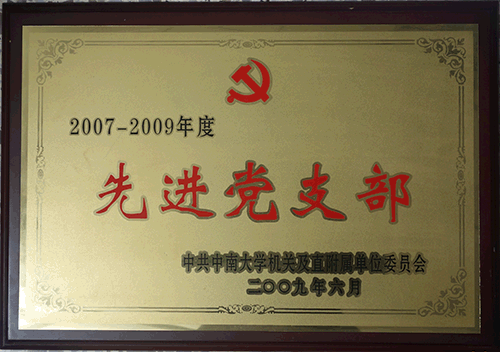 2007-2009年度
先进党支部
中共中南大学机关及直附属单位委员会
二〇〇九年六月